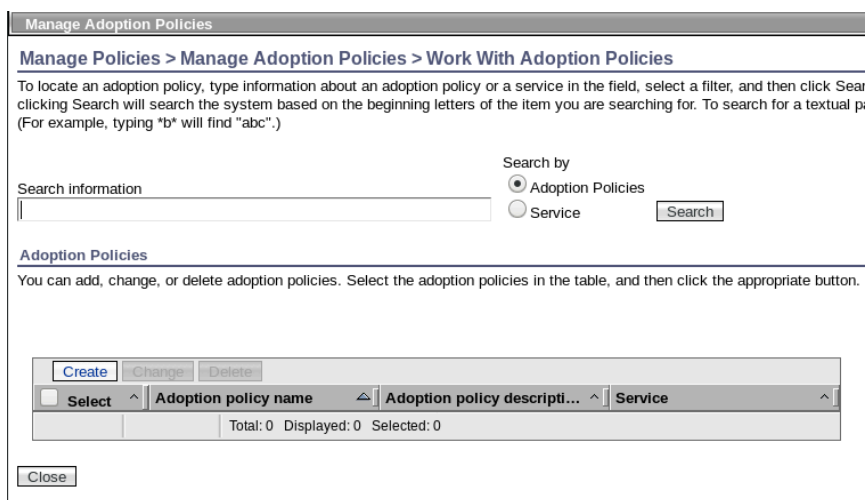 Manage Adoption Policies
Manage Policies > Manage Adoption Policies > Work With Adoption Policies
To locate an adoption policy, type information about an adoption policy or a service in the field, select a filter, and then click
clicking Search will search the system based on the beginning letters of the item you are searching for. To search for a textual
(For example, typing *b* will find "abc".)
Search by
Adoption Policies
Search information
Service
Search
Adoption Policies
You can add, change, or delete adoption policies. Select the adoption policies in the table, and then click the appropriate button.
Create Change Delete
Select ^ Adoption policy name Adoption policy descripti... ^ Service ^
Total: 0 Displayed: 0 Selected: 0
Close